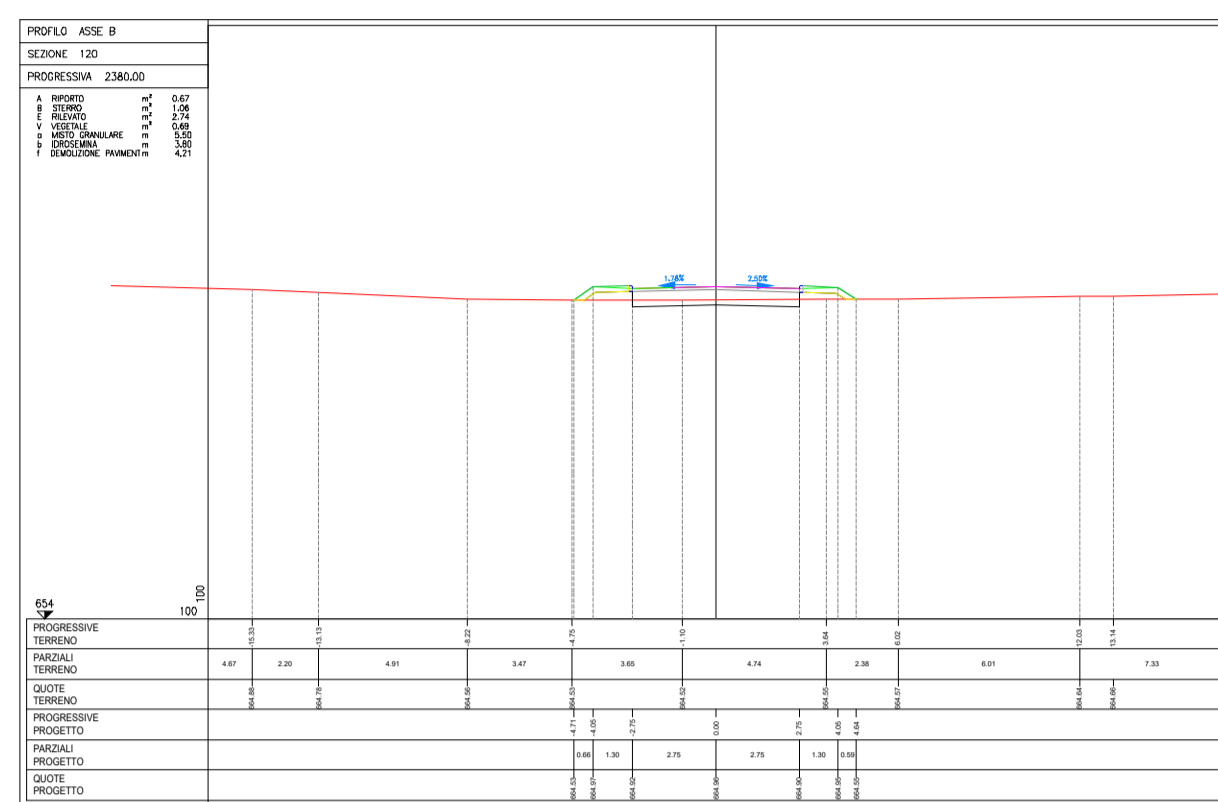 PROFILO ASSE B
SEZIONE 120
PROGRESSIVA 2380.00
A RIPORTO m² 0.67
B STERRO m² 1.06
E RILEVATO m² 2.74
V VEGETALE m² 0.69
a MISTO GRANULARE m 5.50
b IDROSEMINA m 3.80
f DEMOLIZIONE PAVIMENT m 4.21
1.76% 2.50%
654
100
100
PROGRESSIVE TERRENO -15.33 -13.13 -8.22 -4.75 -1.10 3.64 6.02 12.03 13.14
PARZIALI TERRENO 4.67 2.20 4.91 3.47 3.65 4.74 2.38 6.01 7.33
QUOTE TERRENO 664.88 664.78 664.56 664.53 664.52 664.55 664.57 664.64 664.66
PROGRESSIVE PROGETTO -4.71 -4.05 -2.75 0.00 2.75 4.05 4.64
PARZIALI PROGETTO 0.66 1.30 2.75 2.75 1.30 0.59
QUOTE PROGETTO 664.53 664.97 664.92 664.96 664.90 664.95 664.55